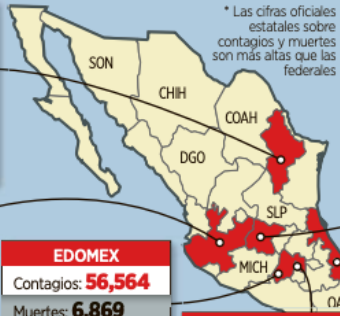 * Las cifras oficiales
estatales sobre
contagios y muertes
son más altas que las
federales
SON
CHIH
COAH
DGO
SLP
MICH
EDOMEX
Contagios: 56,564
Muertes: 6,869